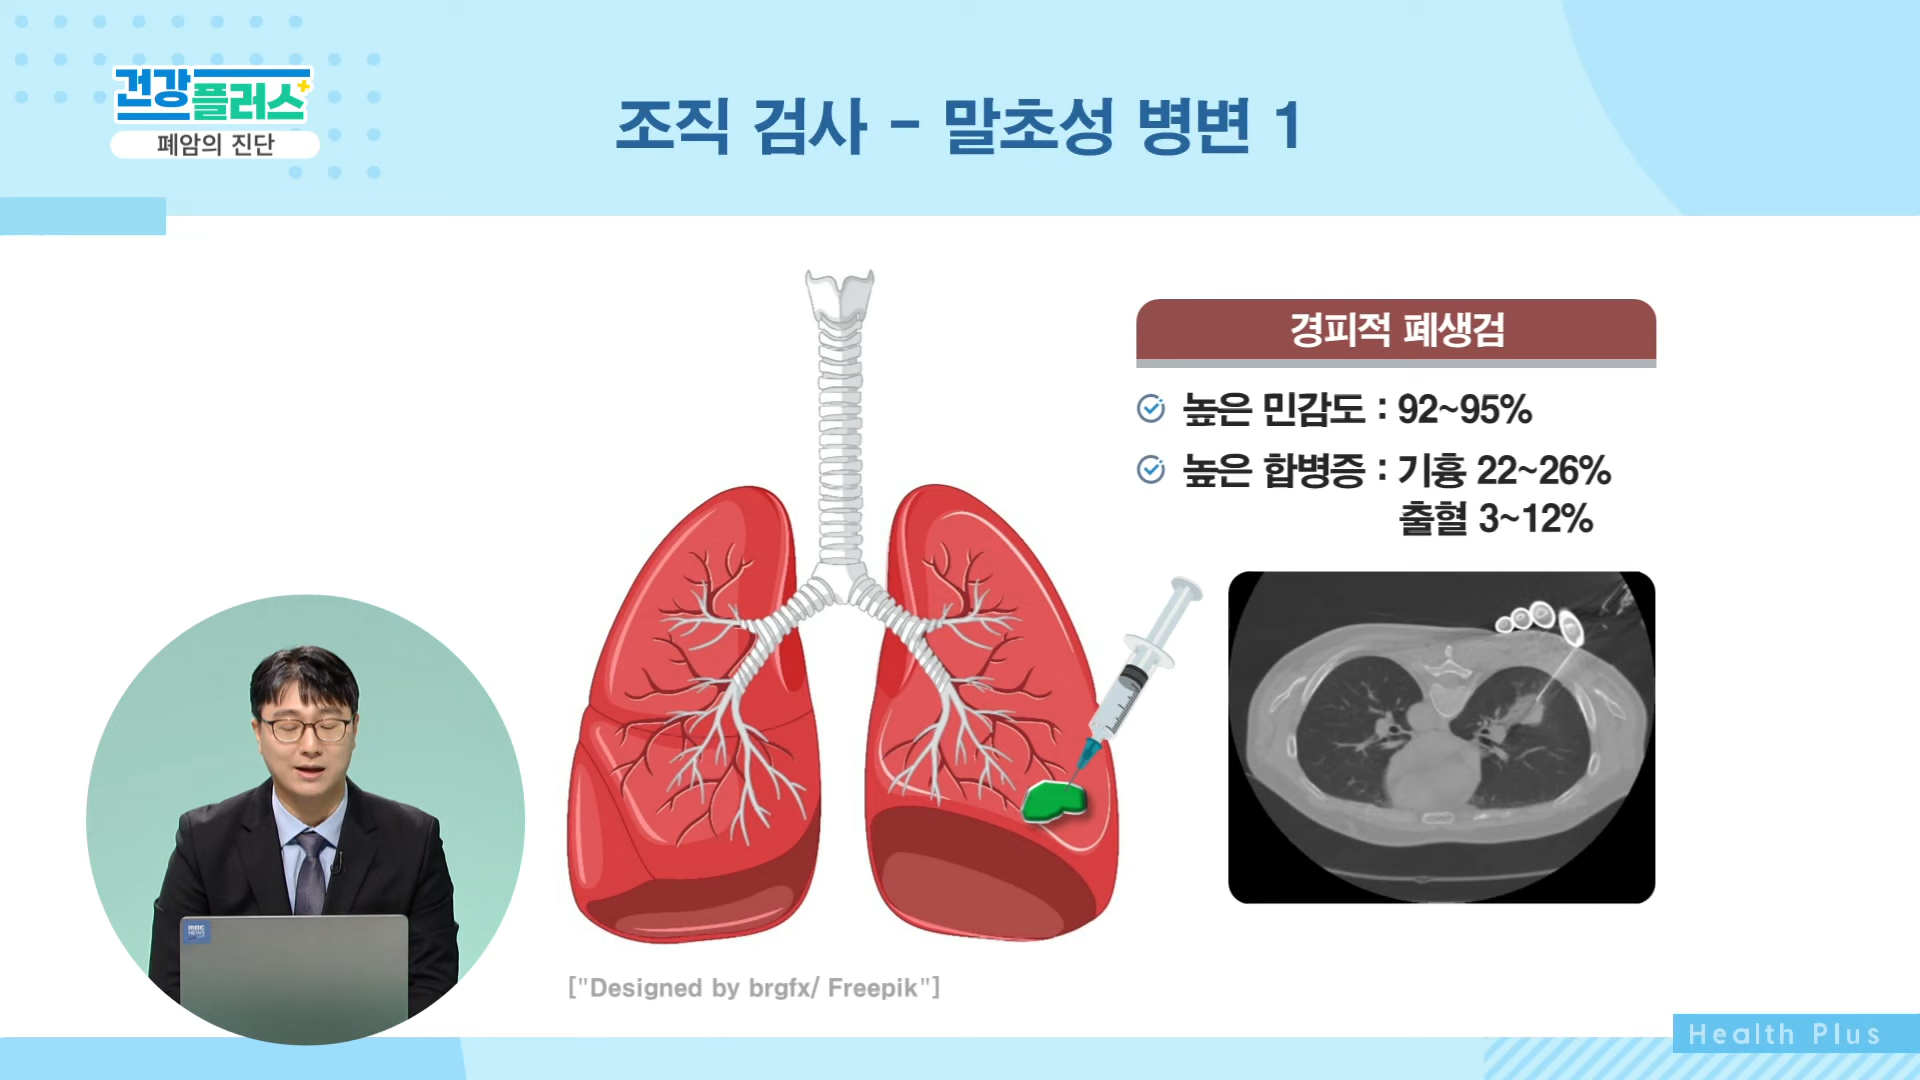 건강플러스+
폐암의 진단
조직 검사 - 말초성 병변 1
경피적 폐생검
높은 민감도 : 92~95%
높은 합병증 : 기흉 22~26%
출혈 3~12%
MBC
NEWS
["Designed by brgfx/ Freepik"]
Health Plus